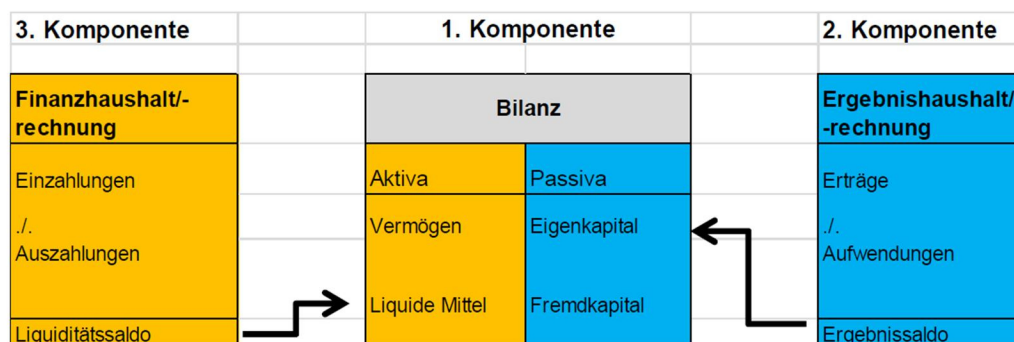 3. Komponente
1. Komponente
2. Komponente
Finanzhaushalt/-
rechnung
Bilanz
Ergebnishaushalt/
-rechnung
Einzahlungen
Aktiva
Passiva
Erträge
./.
Vermögen
Eigenkapital
./.
Auszahlungen
Aufwendungen
Liquide Mittel
Fremdkapital
Liquiditätssaldo
Ergebnissaldo